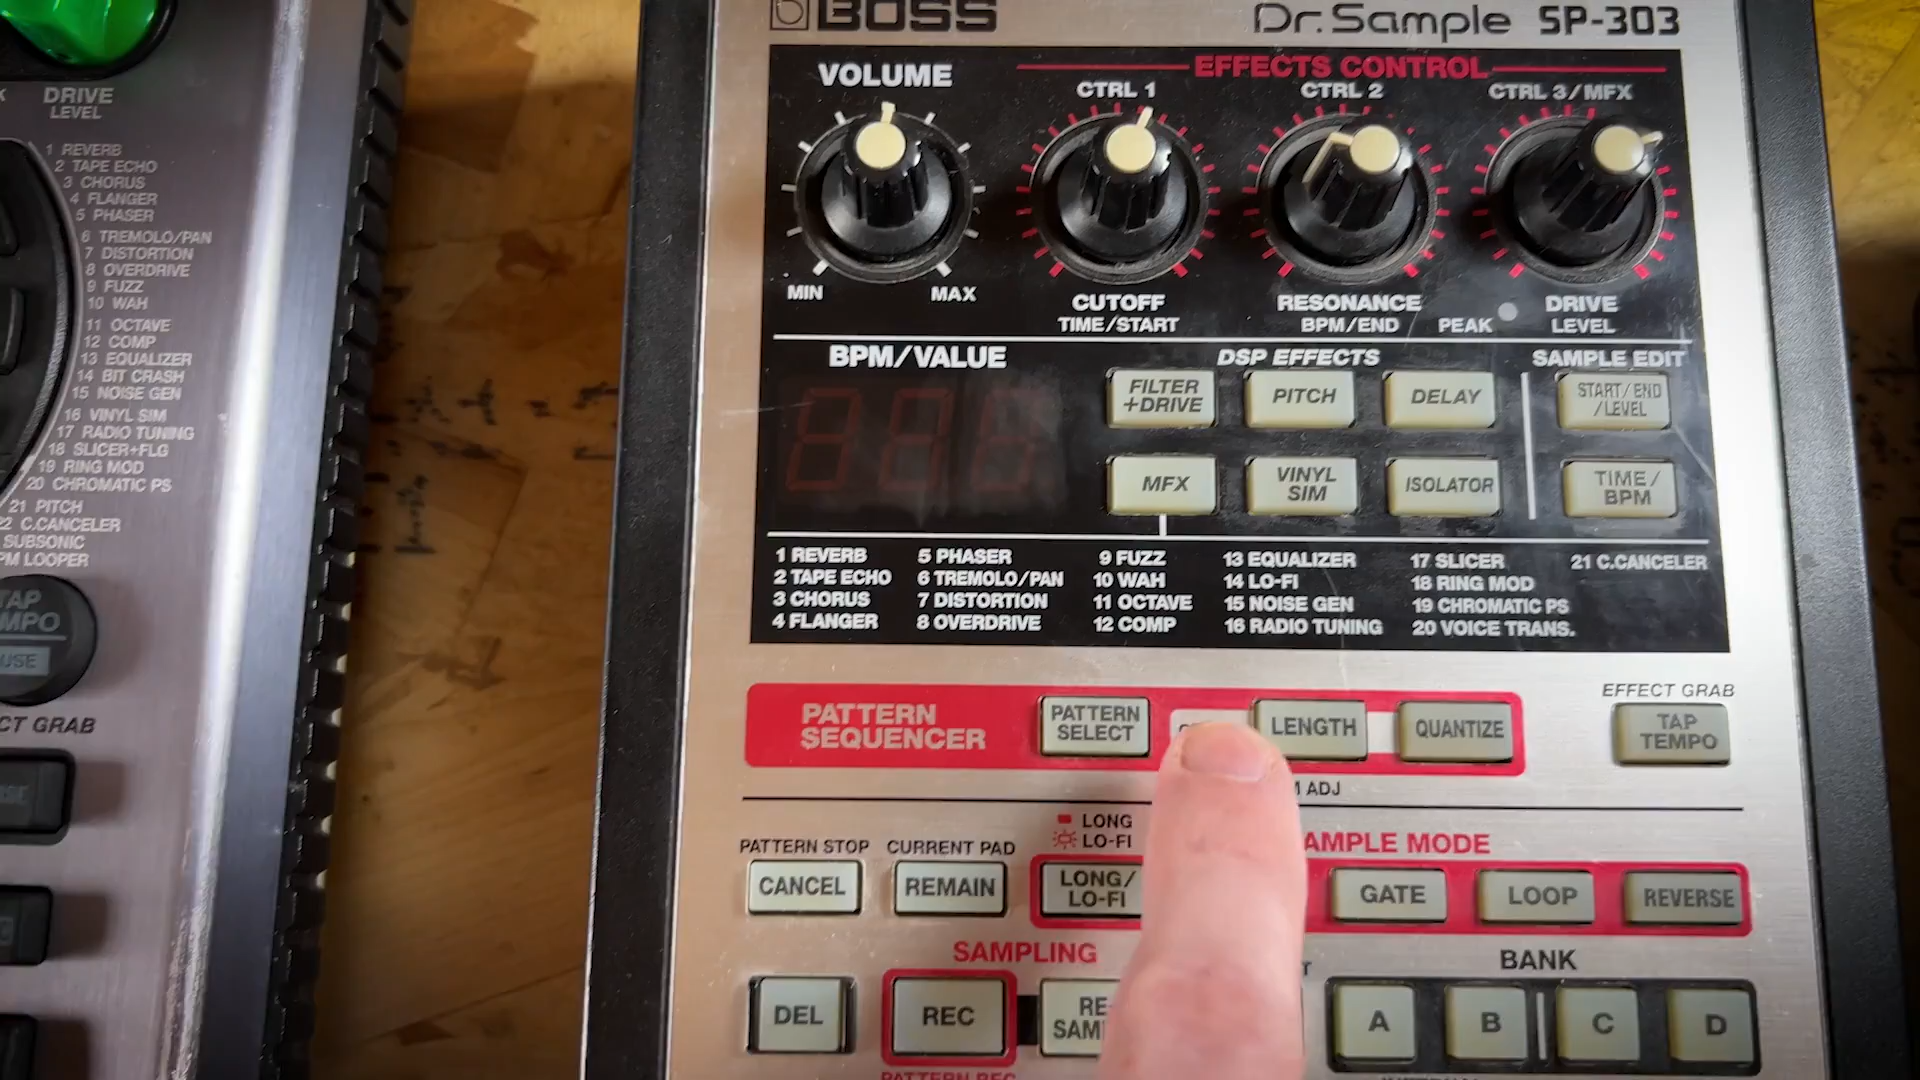 DRIVE
LEVEL
1 REVERB
2 TAPE ECHO
3 CHORUS
4 FLANGER
5 PHASER
6 TREMOLO/PAN
7 DISTORTION
8 OVERDRIVE
9 FUZZ
10 WAH
11 OCTAVE
12 COMP
13 EQUALIZER
14 BIT CRASH
15 NOISE GEN
16 VINYL SIM
17 RADIO TUNING
18 SLICER+FLG
19 RING MOD
20 CHROMATIC PS
21 PITCH
22 C.CANCELER
SUBSONIC
PM LOOPER
TAP
TEMPO
CT GRAB
BOSS
Dr.Sample SP-303
VOLUME
MIN
MAX
EFFECTS CONTROL
CTRL 1
CTRL 2
CTRL 3/MFX
CUTOFF
TIME/START
RESONANCE
BPM/END
PEAK
DRIVE
LEVEL
BPM/VALUE
DSP EFFECTS
SAMPLE EDIT
FILTER
+DRIVE
PITCH
DELAY
START/END
/LEVEL
MFX
VINYL
SIM
ISOLATOR
TIME/
BPM
1 REVERB
2 TAPE ECHO
3 CHORUS
4 FLANGER
5 PHASER
6 TREMOLO/PAN
7 DISTORTION
8 OVERDRIVE
9 FUZZ
10 WAH
11 OCTAVE
12 COMP
13 EQUALIZER
14 LO-FI
15 NOISE GEN
16 RADIO TUNING
17 SLICER
18 RING MOD
19 CHROMATIC PS
20 VOICE TRANS.
21 C.CANCELER
PATTERN
SEQUENCER
PATTERN
SELECT
LENGTH
QUANTIZE
EFFECT GRAB
TAP
TEMPO
ADJ
PATTERN STOP
CANCEL
CURRENT PAD
REMAIN
LONG
LO-FI
LONG/
LO-FI
AMPLE MODE
GATE
LOOP
REVERSE
SAMPLING
BANK
DEL
REC
RE-
SAM
A
B
C
D
PATTERN REC